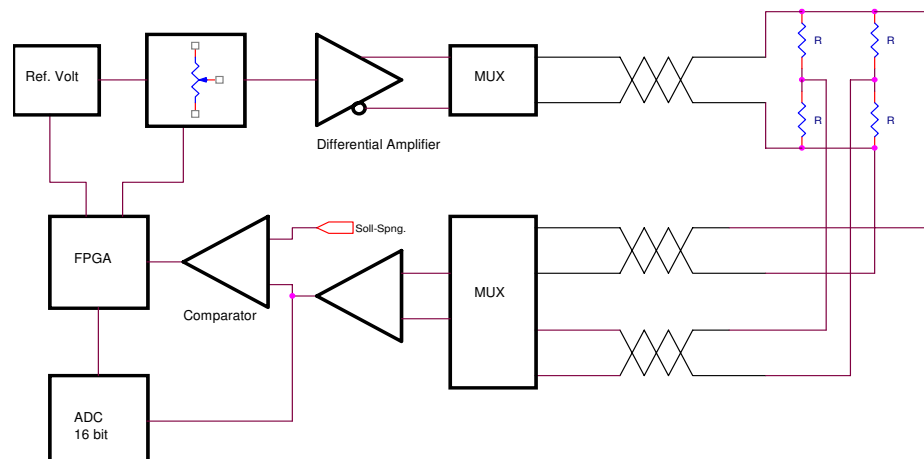 Ref. Volt
MUX
R
R
R
R
Differential Amplifier
FPGA
Soll-Spng.
Comparator
MUX
ADC
16 bit